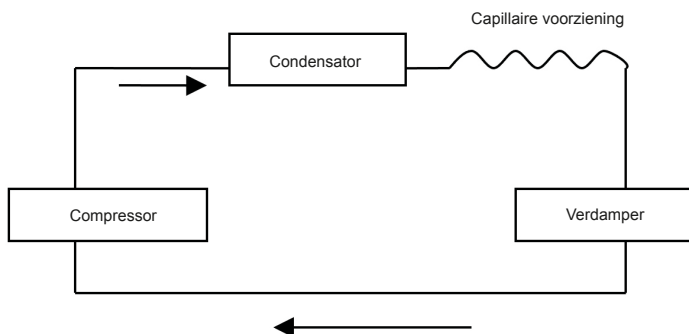 Capillaire voorziening
Condensator
Compressor
Verdamper